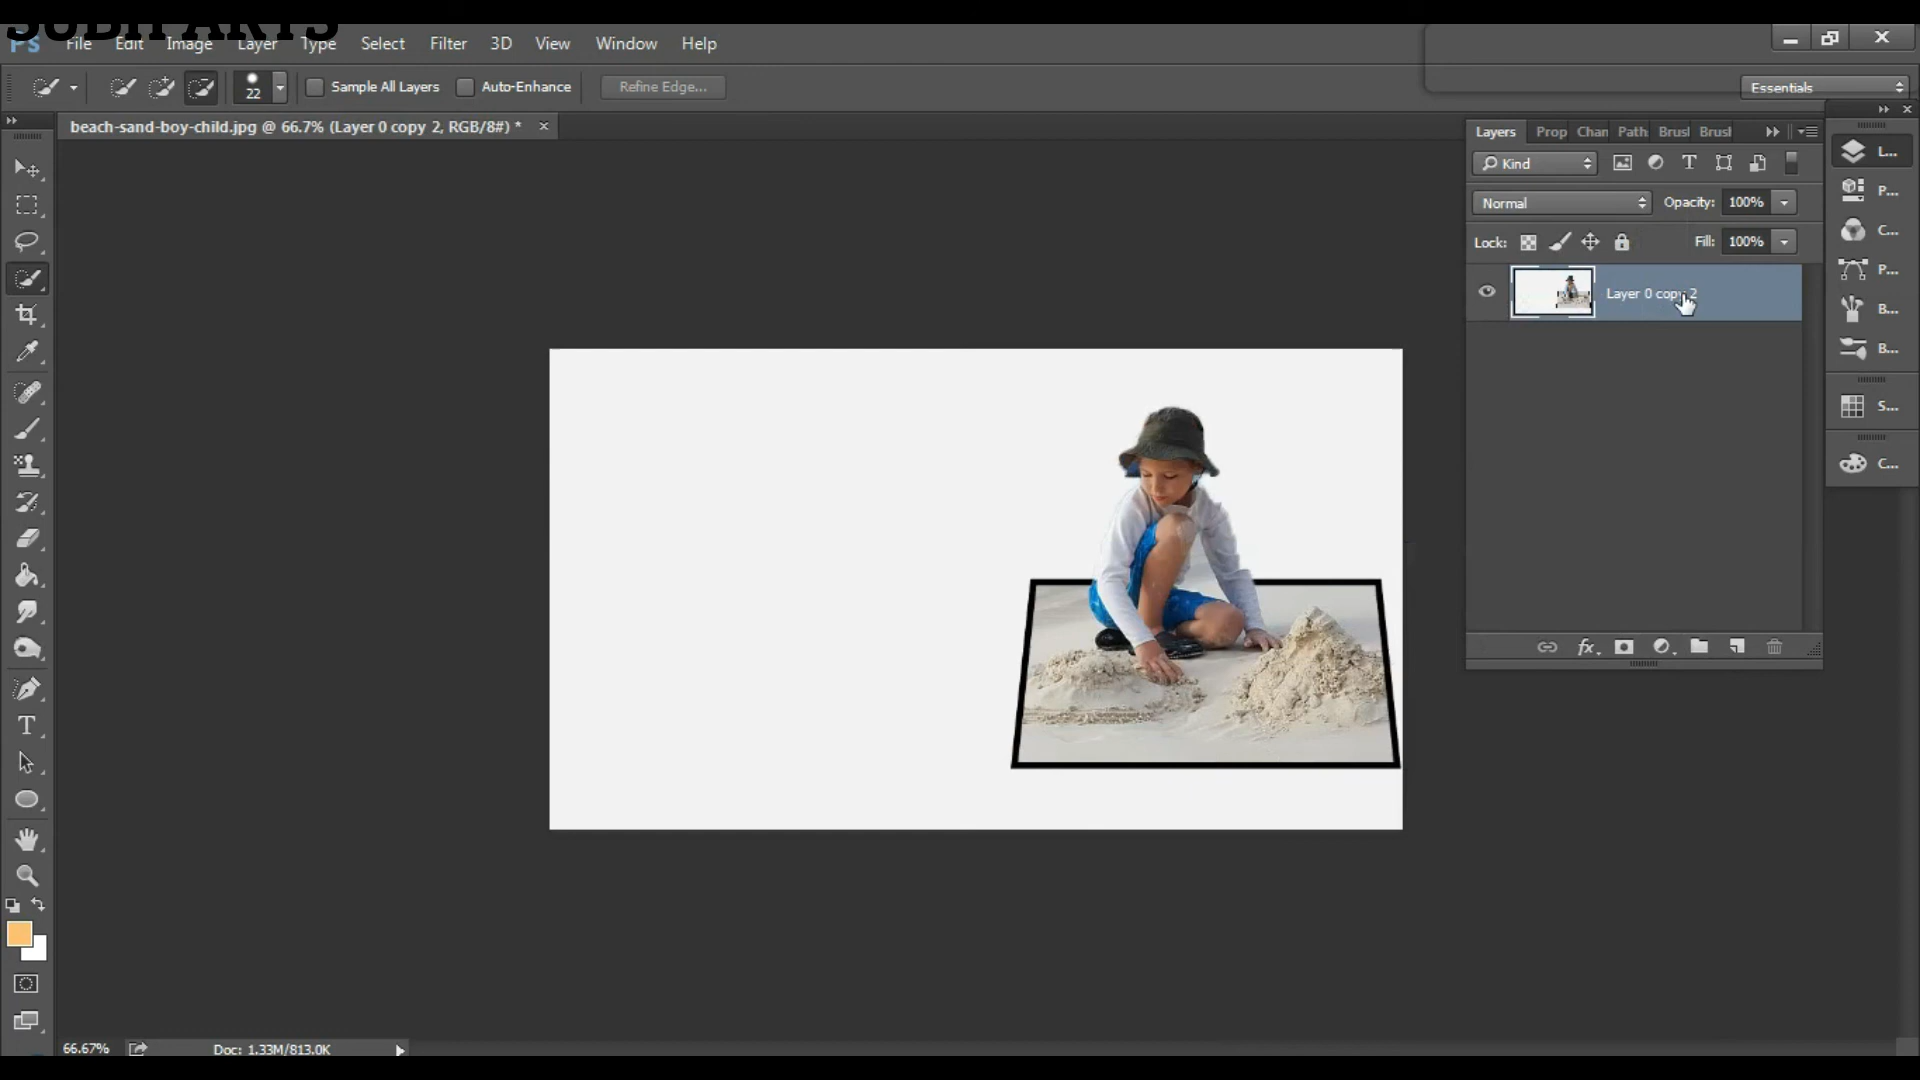 SUBH ARTS
Ps File Edit Image Layer Type Select Filter 3D View Window Help
22 Sample All Layers Auto-Enhance Refine Edge... Essentials
beach-sand-boy-child.jpg @ 66.7% (Layer 0 copy 2, RGB/8#) * ×
Layers Prop Chan Path Brusl Brusl
Kind
Normal Opacity: 100%
Lock: Fill: 100%
Layer 0 copy 2
L...
P...
C...
P...
B...
B...
S...
C...
66.67% Doc: 1.33M/813.0K